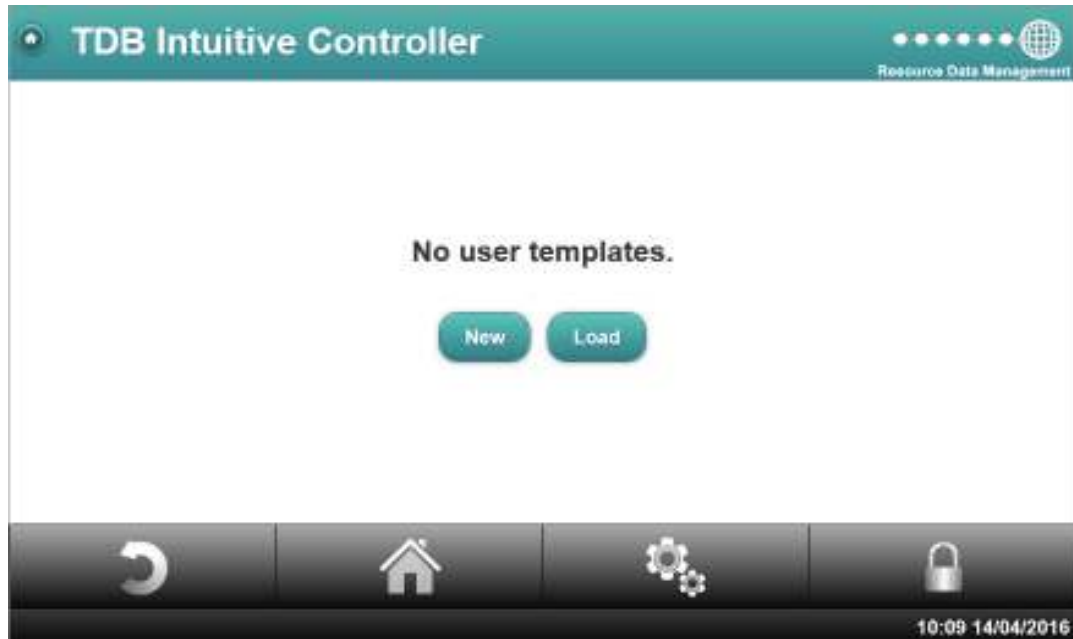 TDB Intuitive Controller
Resource Data Management
No user templates.
New
Load
10:09 14/04/2016